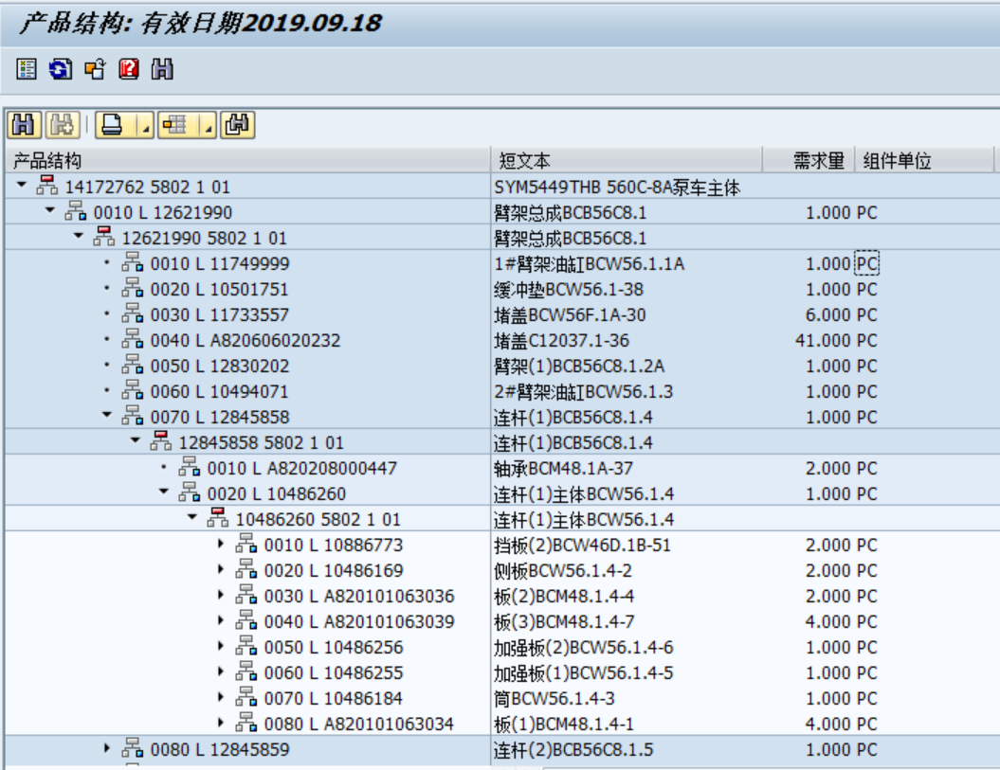 产品结构: 有效日期2019.09.18
产品结构 短文本 需求量 组件单位
14172762 5802 1 01 SYM5449THB 560C-8A泵车主体
0010 L 12621990 臂架总成BCB56C8.1 1.000 PC
12621990 5802 1 01 臂架总成BCB56C8.1
0010 L 11749999 1#臂架油缸BCW56.1.1A 1.000 PC
0020 L 10501751 缓冲垫BCW56.1-38 1.000 PC
0030 L 11733557 堵盖BCW56F.1A-30 6.000 PC
0040 L A820606020232 堵盖C12037.1-36 41.000 PC
0050 L 12830202 臂架(1)BCB56C8.1.2A 1.000 PC
0060 L 10494071 2#臂架油缸BCW56.1.3 1.000 PC
0070 L 12845858 连杆(1)BCB56C8.1.4 1.000 PC
12845858 5802 1 01 连杆(1)BCB56C8.1.4
0010 L A820208000447 轴承BCM48.1A-37 2.000 PC
0020 L 10486260 连杆(1)主体BCW56.1.4 1.000 PC
10486260 5802 1 01 连杆(1)主体BCW56.1.4
0010 L 10886773 挡板(2)BCW46D.1B-51 2.000 PC
0020 L 10486169 侧板BCW56.1.4-2 2.000 PC
0030 L A820101063036 板(2)BCM48.1.4-4 2.000 PC
0040 L A820101063039 板(3)BCM48.1.4-7 4.000 PC
0050 L 10486256 加强板(2)BCW56.1.4-6 1.000 PC
0060 L 10486255 加强板(1)BCW56.1.4-5 1.000 PC
0070 L 10486184 筒BCW56.1.4-3 1.000 PC
0080 L A820101063034 板(1)BCM48.1.4-1 4.000 PC
0080 L 12845859 连杆(2)BCB56C8.1.5 1.000 PC